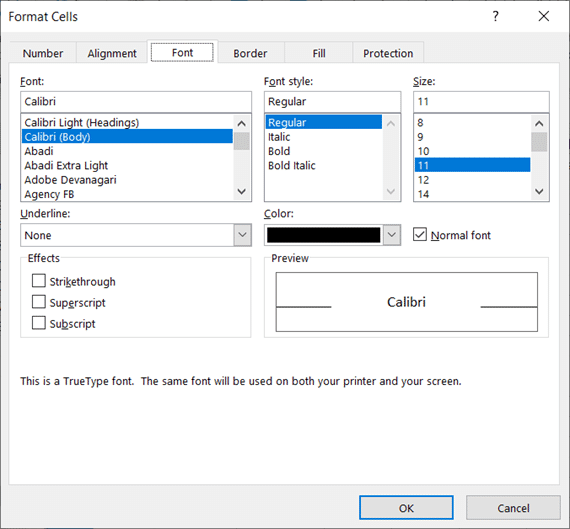 Format Cells
?
Number Alignment Font Border Fill Protection
Font: Font style: Size:
Calibri Regular 11
Calibri Light (Headings) Regular 8
Calibri (Body) Italic 9
Abadi Bold 10
Abadi Extra Light Bold Italic 11
Adobe Devanagari 12
Agency FB 14
Underline: Color:
None Normal font
Effects Preview
Strikethrough
Superscript Calibri
Subscript
This is a TrueType font. The same font will be used on both your printer and your screen.
OK Cancel